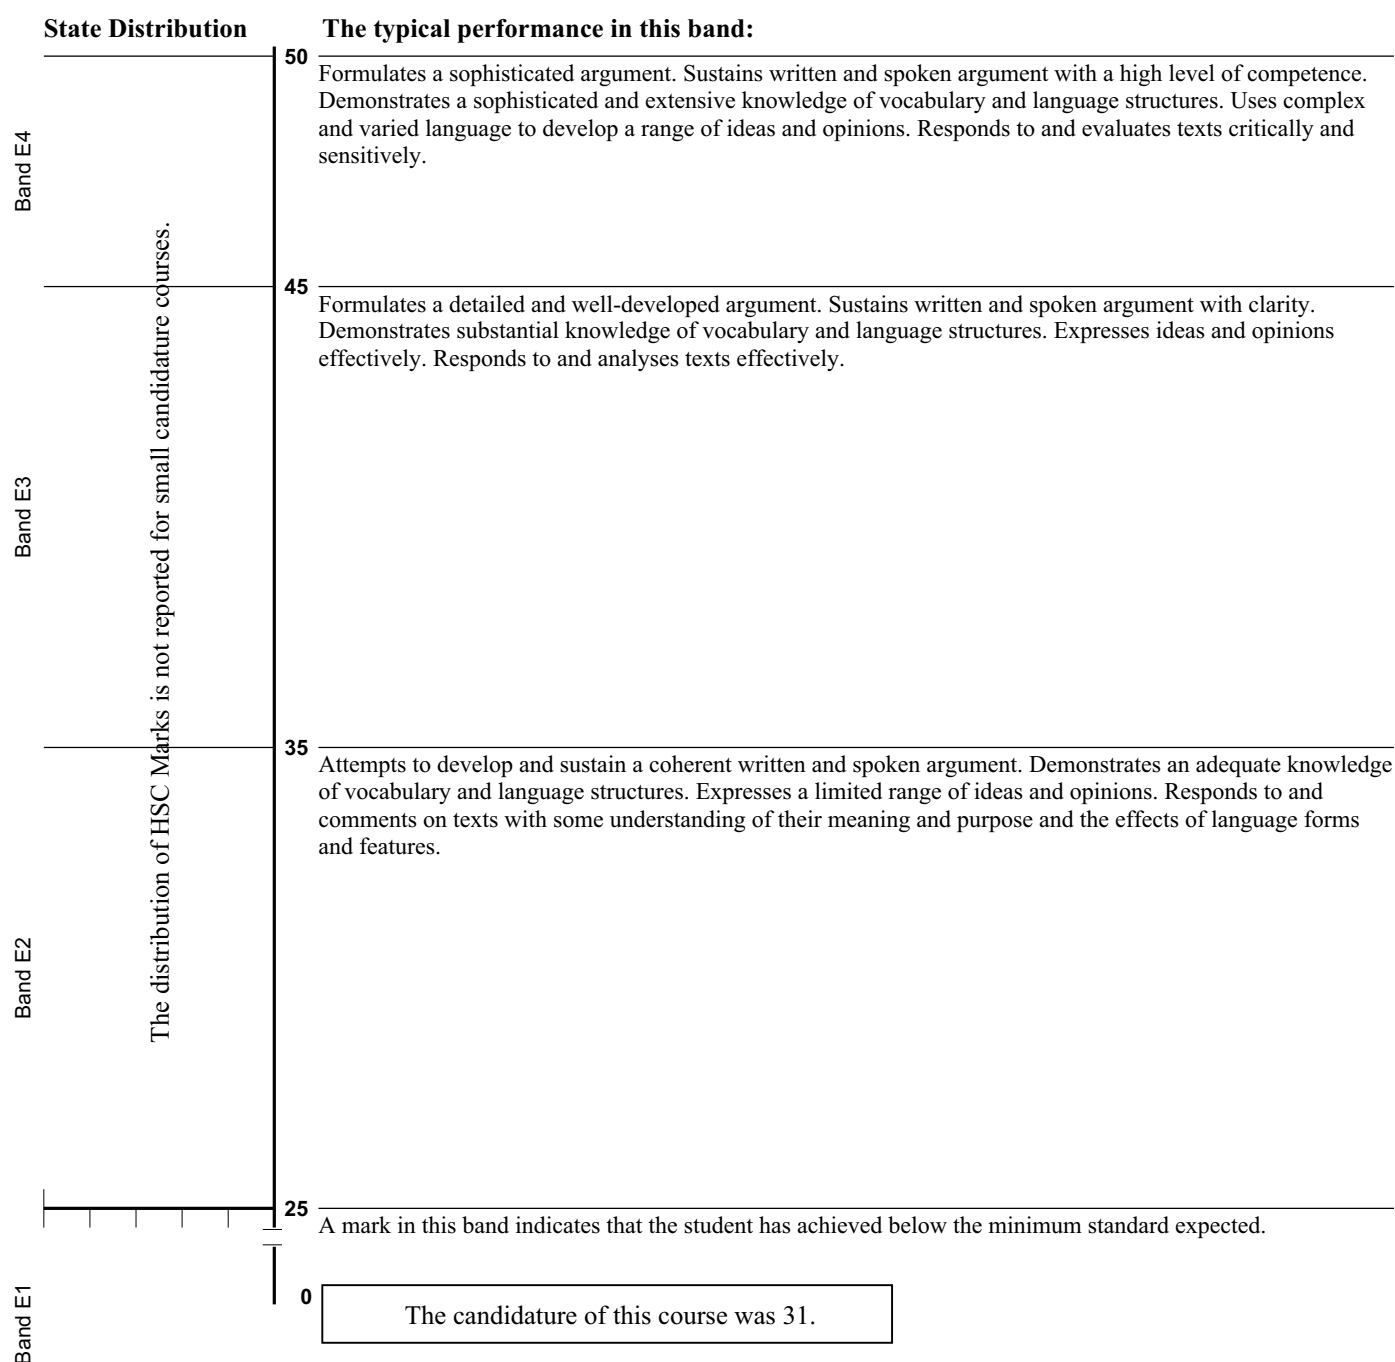 State Distribution
The typical performance in this band:
50
Formulates a sophisticated argument. Sustains written and spoken argument with a high level of competence.
Demonstrates a sophisticated and extensive knowledge of vocabulary and language structures. Uses complex
and varied language to develop a range of ideas and opinions. Responds to and evaluates texts critically and
sensitively.
Band E4
45
Formulates a detailed and well-developed argument. Sustains written and spoken argument with clarity.
Demonstrates substantial knowledge of vocabulary and language structures. Expresses ideas and opinions
effectively. Responds to and analyses texts effectively.
Band E3
The distribution of HSC Marks is not reported for small candidature courses.
35
Attempts to develop and sustain a coherent written and spoken argument. Demonstrates an adequate knowledge
of vocabulary and language structures. Expresses a limited range of ideas and opinions. Responds to and
comments on texts with some understanding of their meaning and purpose and the effects of language forms
and features.
Band E2
25
A mark in this band indicates that the student has achieved below the minimum standard expected.
Band E1
0
The candidature of this course was 31.